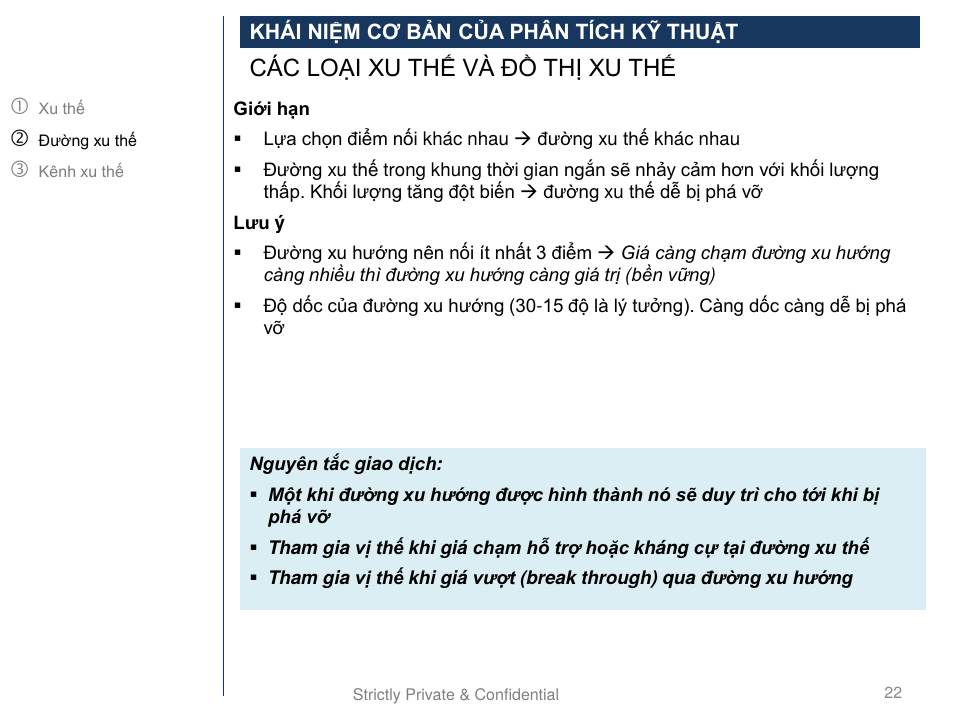 KHÁI NIỆM CƠ BẢN CỦA PHÂN TÍCH KỸ THUẬT
CÁC LOẠI XU THẾ VÀ ĐỒ THỊ XU THẾ
① Xu thế
② Đường xu thế
③ Kênh xu thế
Giới hạn
▪ Lựa chọn điểm nối khác nhau → đường xu thế khác nhau
▪ Đường xu thế trong khung thời gian ngắn sẽ nhảy cảm hơn với khối lượng
thấp. Khối lượng tăng đột biến → đường xu thế dễ bị phá vỡ
Lưu ý
▪ Đường xu hướng nên nối ít nhất 3 điểm → Giá càng chạm đường xu hướng
càng nhiều thì đường xu hướng càng giá trị (bền vững)
▪ Độ dốc của đường xu hướng (30-15 độ là lý tưởng). Càng dốc càng dễ bị phá
vỡ
Nguyên tắc giao dịch:
▪ Một khi đường xu hướng được hình thành nó sẽ duy trì cho tới khi bị
phá vỡ
▪ Tham gia vị thế khi giá chạm hỗ trợ hoặc kháng cự tại đường xu thế
▪ Tham gia vị thế khi giá vượt (break through) qua đường xu hướng
Strictly Private & Confidential
22